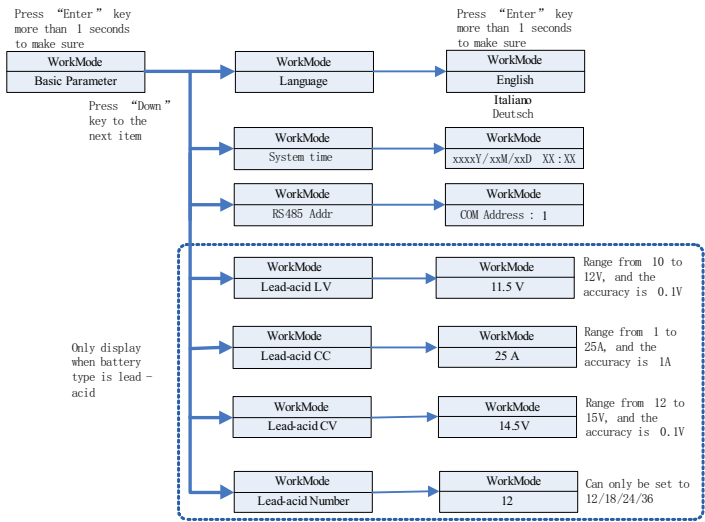 Press “Enter” key
more than 1 seconds
to make sure
WorkMode
Basic Parameter
Press “Down”
key to the
next item
WorkMode
Language
Press “Enter” key
more than 1 seconds
to make sure
WorkMode
English
Italiano
Deutsch
WorkMode
System time
WorkMode
xxxxY/xxM/xxD XX:XX
WorkMode
RS485 Addr
WorkMode
COM Address : 1
Only display
when battery
type is lead-
acid
WorkMode
Lead-acid LV
WorkMode
11.5 V
Range from 10 to
12V, and the
accuracy is 0.1V
WorkMode
Lead-acid CC
WorkMode
25 A
Range from 1 to
25A, and the
accuracy is 1A
WorkMode
Lead-acid CV
WorkMode
14.5V
Range from 12 to
15V, and the
accuracy is 0.1V
WorkMode
Lead-acid Number
WorkMode
12
Can only be set to
12/18/24/36